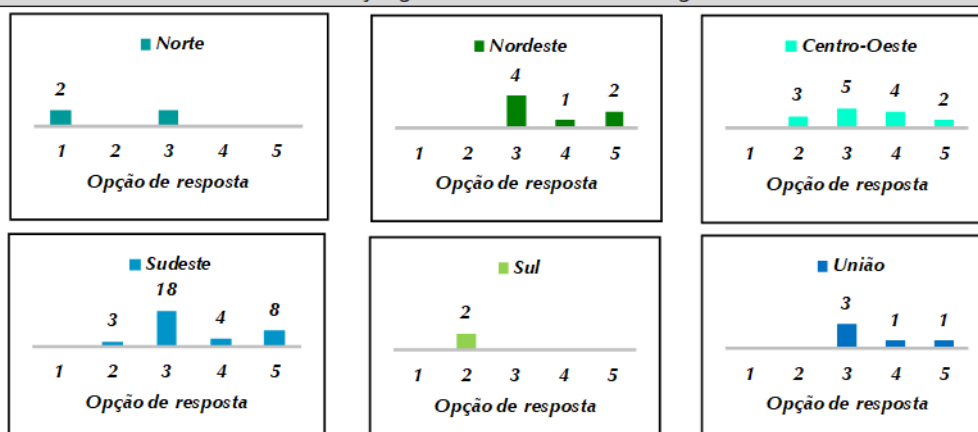 Norte
2
1 2 3 4 5
Opção de resposta
Nordeste
4 1 2
1 2 3 4 5
Opção de resposta
Centro-Oeste
3 5 4 2
1 2 3 4 5
Opção de resposta
Sudeste
3 18 4 8
1 2 3 4 5
Opção de resposta
Sul
2
1 2 3 4 5
Opção de resposta
União
3 1 1
1 2 3 4 5
Opção de resposta